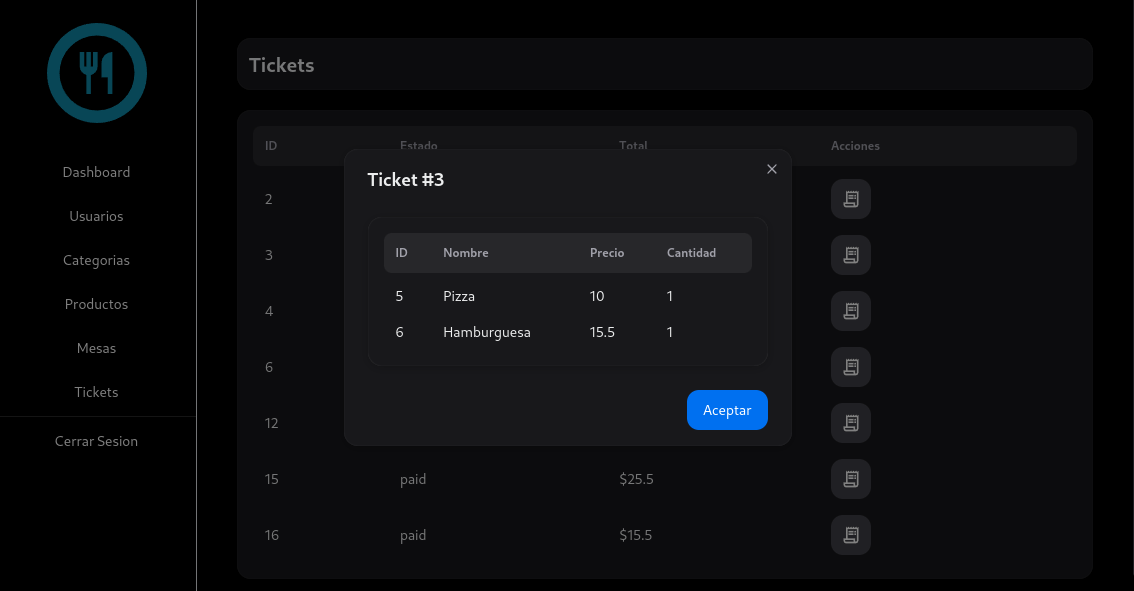 Dashboard
Usuarios
Categorias
Productos
Mesas
Tickets
Cerrar Sesion
Tickets
ID Estado Total Acciones
2
3
4
6
12
15 paid $25.5
16 paid $15.5
Ticket #3
ID Nombre Precio Cantidad
5 Pizza 10 1
6 Hamburguesa 15.5 1
Aceptar